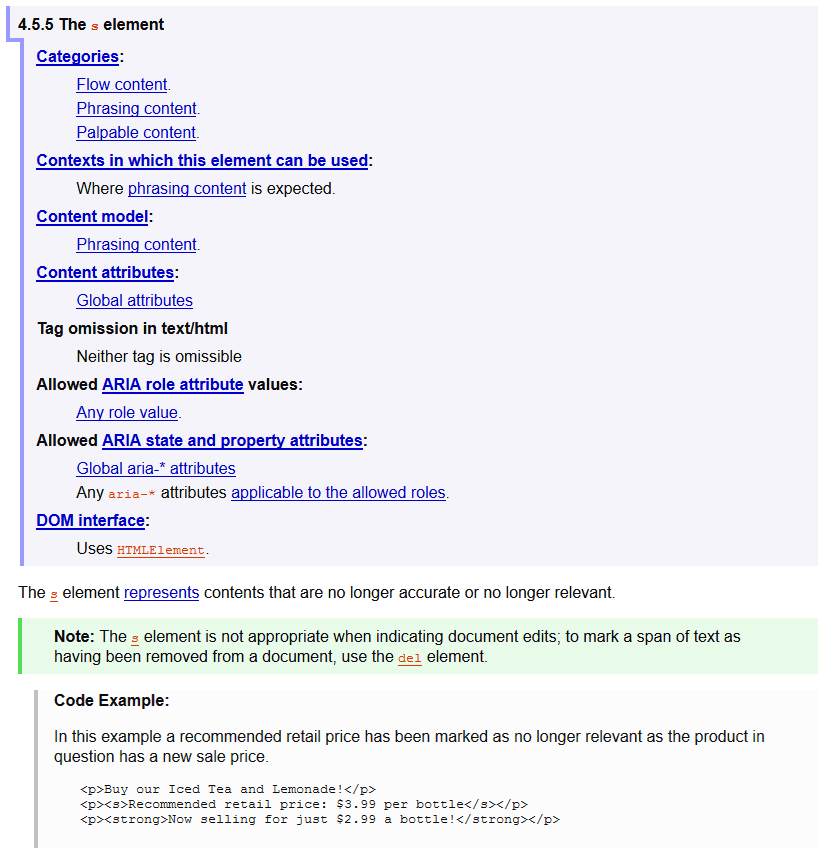 4.5.5 The s element
Categories:
Flow content.
Phrasing content.
Palpable content.
Contexts in which this element can be used:
Where phrasing content is expected.
Content model:
Phrasing content.
Content attributes:
Global attributes
Tag omission in text/html
Neither tag is omissible
Allowed ARIA role attribute values:
Any role value.
Allowed ARIA state and property attributes:
Global aria-* attributes
Any aria-* attributes applicable to the allowed roles.
DOM interface:
Uses HTMLElement.
The s element represents contents that are no longer accurate or no longer relevant.
Note: The s element is not appropriate when indicating document edits; to mark a span of text as
having been removed from a document, use the del element.
Code Example:
In this example a recommended retail price has been marked as no longer relevant as the product in
question has a new sale price.
<p>Buy our Iced Tea and Lemonade!</p>
<p><s>Recommended retail price: $3.99 per bottle</s></p>
<p><strong>Now selling for just $2.99 a bottle!</strong></p>